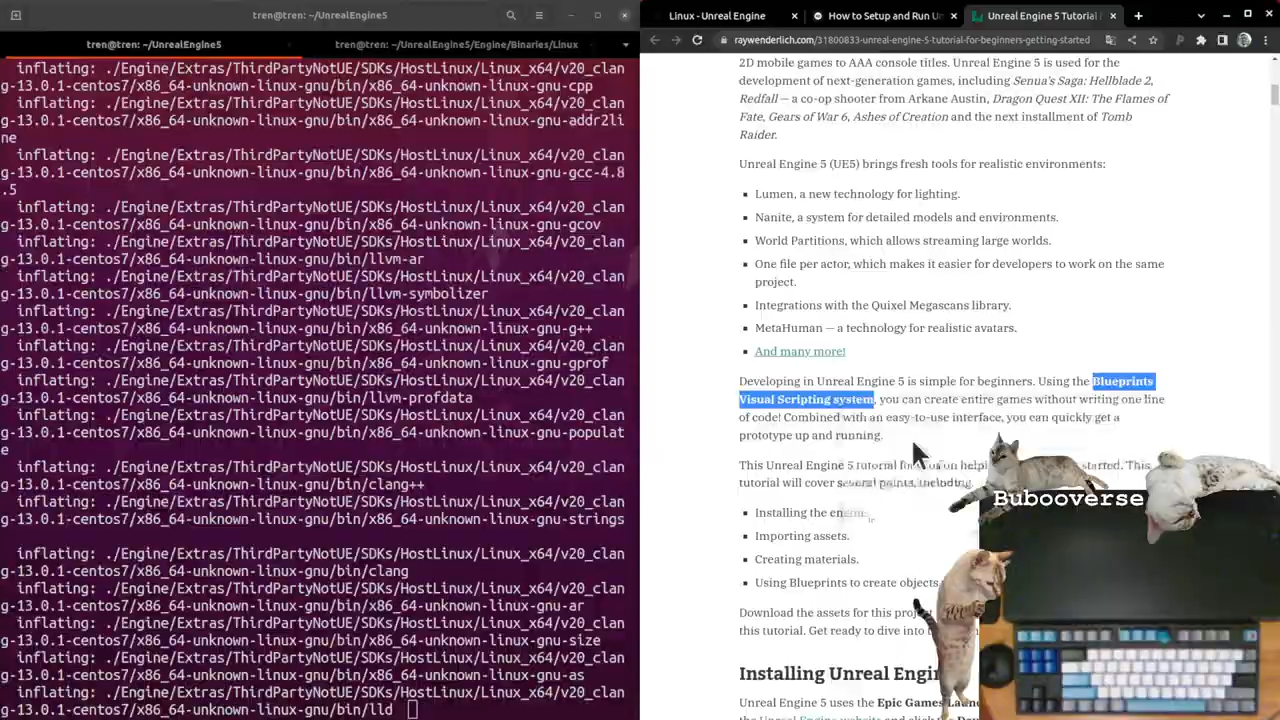 tren@tren: ~/UnrealEngine5
tren@tren: ~/UnrealEngine5
tren@tren: ~/UnrealEngine5/Engine/Binaries/Linux
inflating: ./Engine/Extras/ThirdPartyNotUE/SDKs/HostLinux/Linux_x64/v20_clan
g-13.0.1-centos7/x86_64-unknown-linux-gnu/bin/x86_64-unknown-linux-gnu-cpp
inflating: ./Engine/Extras/ThirdPartyNotUE/SDKs/HostLinux/Linux_x64/v20_clan
g-13.0.1-centos7/x86_64-unknown-linux-gnu/bin/x86_64-unknown-linux-gnu-addr2li
ne
inflating: ./Engine/Extras/ThirdPartyNotUE/SDKs/HostLinux/Linux_x64/v20_clan
g-13.0.1-centos7/x86_64-unknown-linux-gnu/bin/x86_64-unknown-linux-gnu-gcc-4.8
.5
inflating: ./Engine/Extras/ThirdPartyNotUE/SDKs/HostLinux/Linux_x64/v20_clan
g-13.0.1-centos7/x86_64-unknown-linux-gnu/bin/x86_64-unknown-linux-gnu-gcov
inflating: ./Engine/Extras/ThirdPartyNotUE/SDKs/HostLinux/Linux_x64/v20_clan
g-13.0.1-centos7/x86_64-unknown-linux-gnu/bin/llvm-ar
inflating: ./Engine/Extras/ThirdPartyNotUE/SDKs/HostLinux/Linux_x64/v20_clan
g-13.0.1-centos7/x86_64-unknown-linux-gnu/bin/llvm-symbolizer
inflating: ./Engine/Extras/ThirdPartyNotUE/SDKs/HostLinux/Linux_x64/v20_clan
g-13.0.1-centos7/x86_64-unknown-linux-gnu/bin/x86_64-unknown-linux-gnu-g++
inflating: ./Engine/Extras/ThirdPartyNotUE/SDKs/HostLinux/Linux_x64/v20_clan
g-13.0.1-centos7/x86_64-unknown-linux-gnu/bin/x86_64-unknown-linux-gnu-gprof
inflating: ./Engine/Extras/ThirdPartyNotUE/SDKs/HostLinux/Linux_x64/v20_clan
g-13.0.1-centos7/x86_64-unknown-linux-gnu/bin/llvm-profdata
inflating: ./Engine/Extras/ThirdPartyNotUE/SDKs/HostLinux/Linux_x64/v20_clan
g-13.0.1-centos7/x86_64-unknown-linux-gnu/bin/x86_64-unknown-linux-gnu-populat
e
inflating: ./Engine/Extras/ThirdPartyNotUE/SDKs/HostLinux/Linux_x64/v20_clan
g-13.0.1-centos7/x86_64-unknown-linux-gnu/bin/clang++
inflating: ./Engine/Extras/ThirdPartyNotUE/SDKs/HostLinux/Linux_x64/v20_clan
g-13.0.1-centos7/x86_64-unknown-linux-gnu/bin/x86_64-unknown-linux-gnu-strings
inflating: ./Engine/Extras/ThirdPartyNotUE/SDKs/HostLinux/Linux_x64/v20_clan
g-13.0.1-centos7/x86_64-unknown-linux-gnu/bin/clang
inflating: ./Engine/Extras/ThirdPartyNotUE/SDKs/HostLinux/Linux_x64/v20_clan
g-13.0.1-centos7/x86_64-unknown-linux-gnu/bin/x86_64-unknown-linux-gnu-ar
inflating: ./Engine/Extras/ThirdPartyNotUE/SDKs/HostLinux/Linux_x64/v20_clan
g-13.0.1-centos7/x86_64-unknown-linux-gnu/bin/x86_64-unknown-linux-gnu-size
inflating: ./Engine/Extras/ThirdPartyNotUE/SDKs/HostLinux/Linux_x64/v20_clan
g-13.0.1-centos7/x86_64-unknown-linux-gnu/bin/x86_64-unknown-linux-gnu-as
inflating: ./Engine/Extras/ThirdPartyNotUE/SDKs/HostLinux/Linux_x64/v20_clan
g-13.0.1-centos7/x86_64-unknown-linux-gnu/bin/lld
Linux - Unreal Engine
How to Setup and Run Un
Unreal Engine 5 Tutorial
raywenderlich.com/31800833-unreal-engine-5-tutorial-for-beginners-getting-started
2D mobile games to AAA console titles. Unreal Engine 5 is used for the
development of next-generation games, including Senua's Saga: Hellblade 2,
Redfall — a co-op shooter from Arkane Austin, Dragon Quest XII: The Flames of
Fate, Gears of War 6, Ashes of Creation and the next installment of Tomb
Raider.
Unreal Engine 5 (UE5) brings fresh tools for realistic environments:
Lumen, a new technology for lighting.
Nanite, a system for detailed models and environments.
World Partitions, which allows streaming large worlds.
One file per actor, which makes it easier for developers to work on the same
project.
Integrations with the Quixel Megascans library.
MetaHuman — a technology for realistic avatars.
And many more!
Developing in Unreal Engine 5 is simple for beginners. Using the Blueprints
Visual Scripting system, you can create entire games without writing one line
of code! Combined with an easy-to-use interface, you can quickly get a
prototype up and running.
This Unreal Engine 5 tutorial started. This
tutorial will cover several points, including:
Installing the engine.
Importing assets.
Creating materials.
Using Blueprints to create objects
Download the assets for this
this tutorial. Get ready to dive into
Installing Unreal
Unreal Engine 5 uses the Epic Games
the Unreal Engine website and click the
Bubooverse